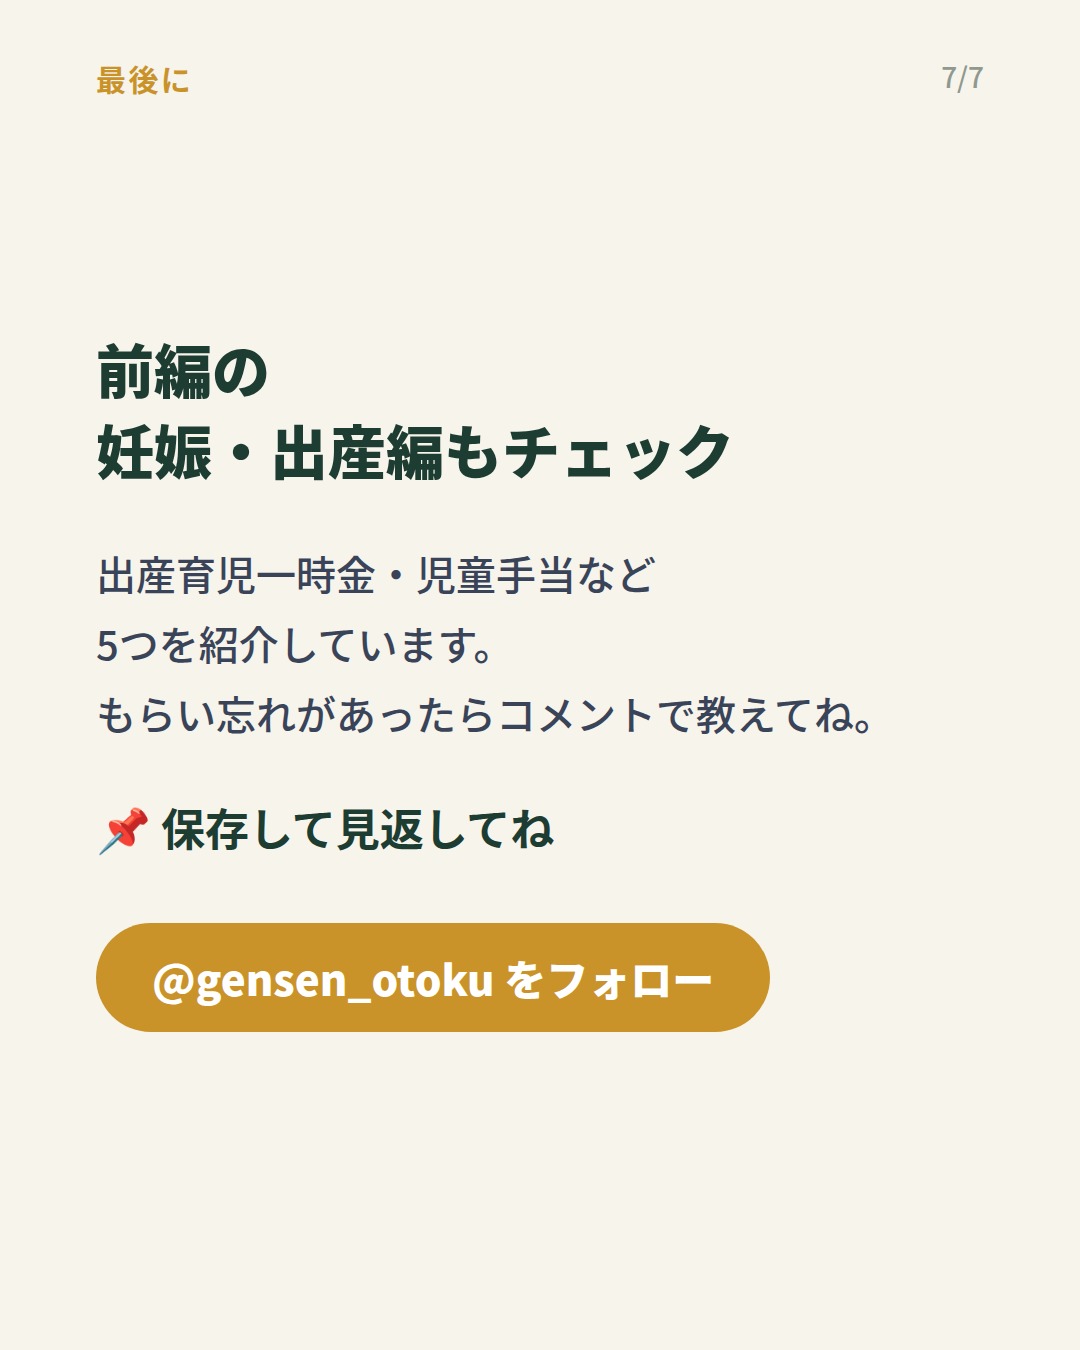 最後に
7/7
前編の
妊娠・出産編もチェック
出産育児一時金・児童手当など
5つを紹介しています。
もらい忘れがあったらコメントで教えてね。
📌 保存して見返してね
@gensen_otoku をフォロー